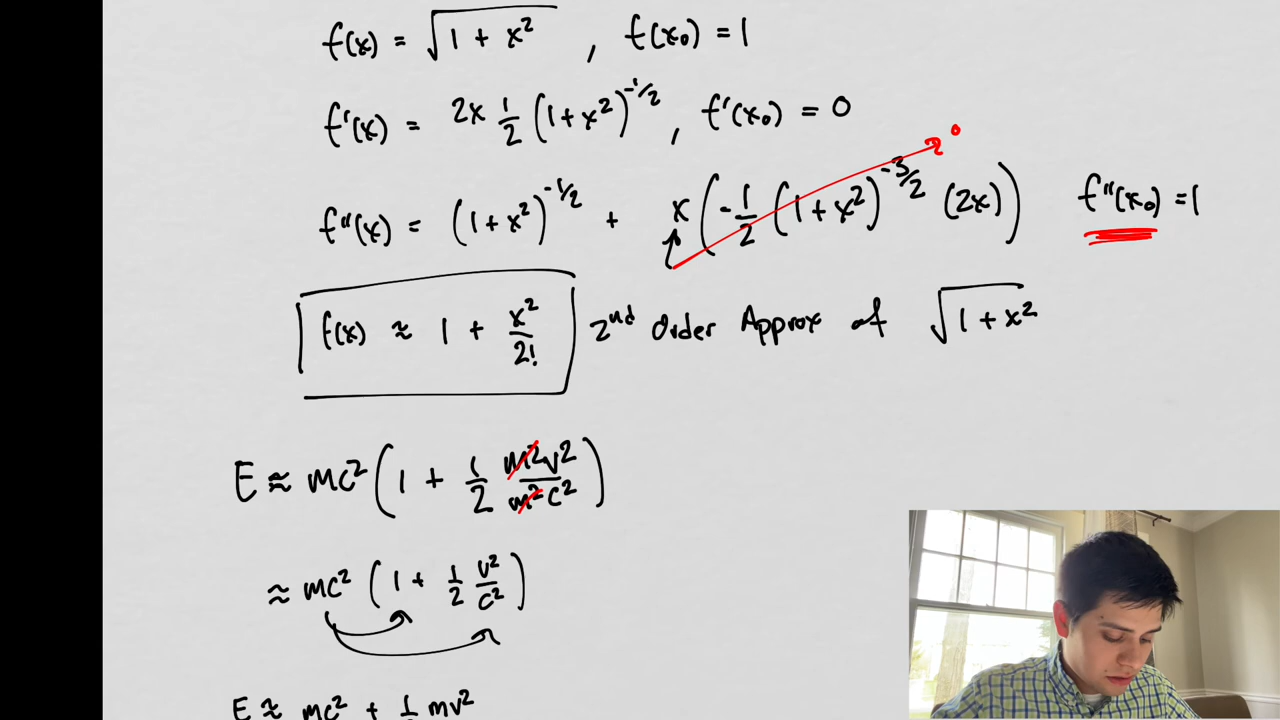 f(x) = √(1 + x²) , f(x₀) = 1
f'(x) = 2x 1/2 (1+x²)^(-1/2) , f'(x₀) = 0
f''(x) = (1+x²)^(-1/2) + x(-1/2 (1+x²)^(-3/2) (2x)) 0 f''(x₀) = 1
f(x) ≈ 1 + x²/2! 2nd Order Approx of √(1+x²)
E ≈ mc²(1 + 1/2 m²v²/m²c²)
≈ mc² (1 + 1/2 v²/c²)
E ≈ mc² + 1/2 mv²